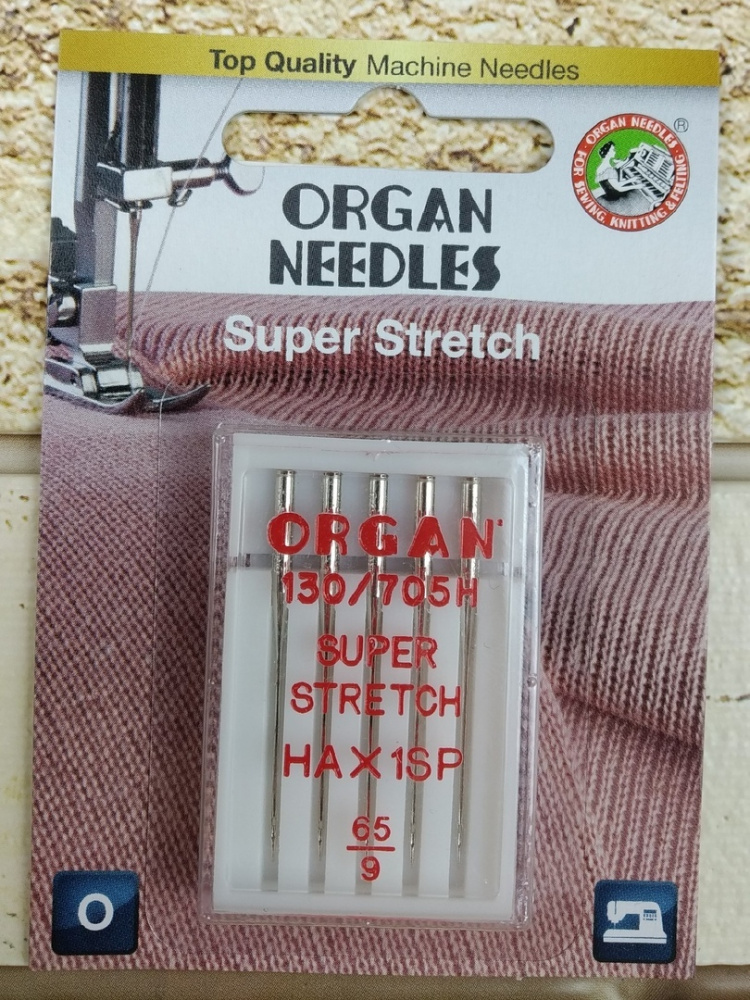 Top Quality Machine Needles
ORGAN NEEDLES
FOR SEWING, KNITTING & FELTING
®
ORGAN
NEEDLES
Super Stretch
ORGAN
130/705H
SUPER
STRETCH
HAX1SP
65
9
O